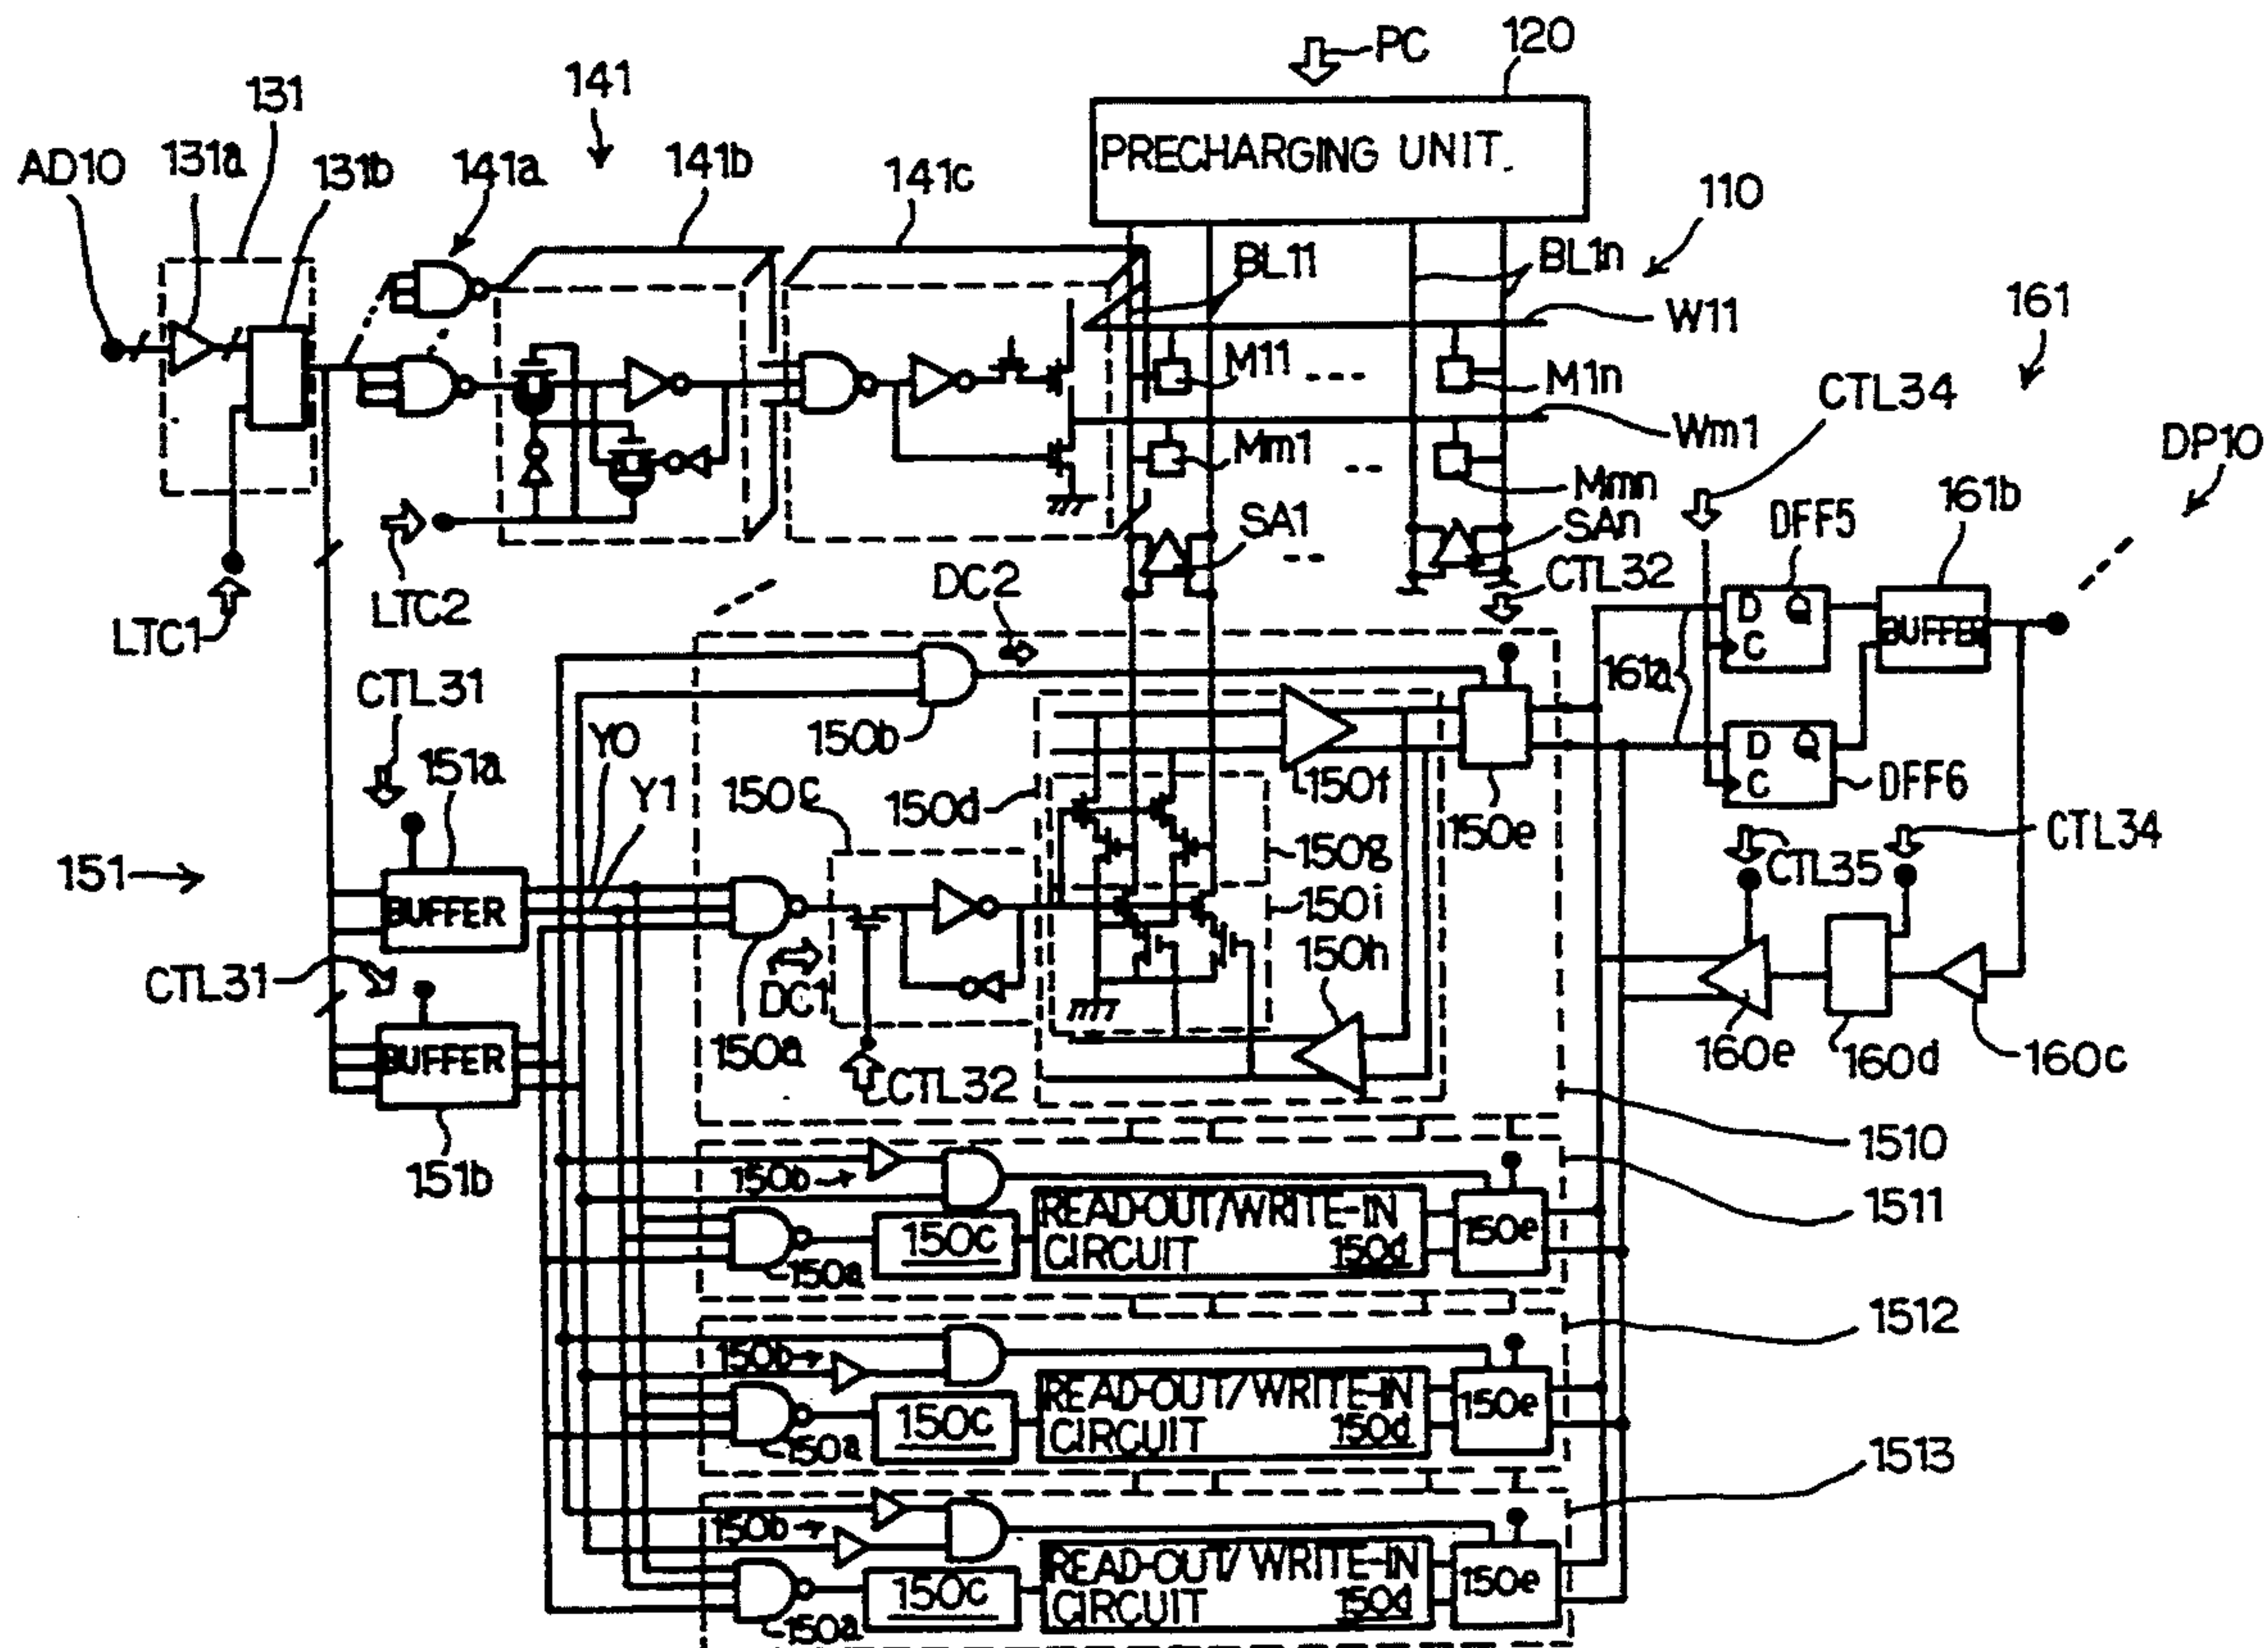 PC
120
141
131
PRECHARGING UNIT.
AD10
131a
131b
141a
141b
141c
110
BL11
BL1n
161
W11
M11
---
M1n
CTL34
Wm1
Mm1
--
Mmn
DP10
161b
SA1
--
SAn
DFF5
LTC1
LTC2
DC2
CTL32
D Q
C
BUFFER
161a
CTL31
150b
Y0
151a
Y1
150c
150d
150f
150e
D Q
C
DFF6
150g
CTL35
CTL34
151
BUFFER
150i
150h
CTL31
DC1
150a
160e
160d
160c
BUFFER
CTL32
151b
1510
150b
1511
READ-OUT/WRITE-IN
CIRCUIT
150d
150c
150e
150a
1512
150b
READ-OUT/WRITE-IN
CIRCUIT
150d
150c
150e
150a
1513
150b
READ-OUT/WRITE-IN
CIRCUIT
150d
150c
150e
150a